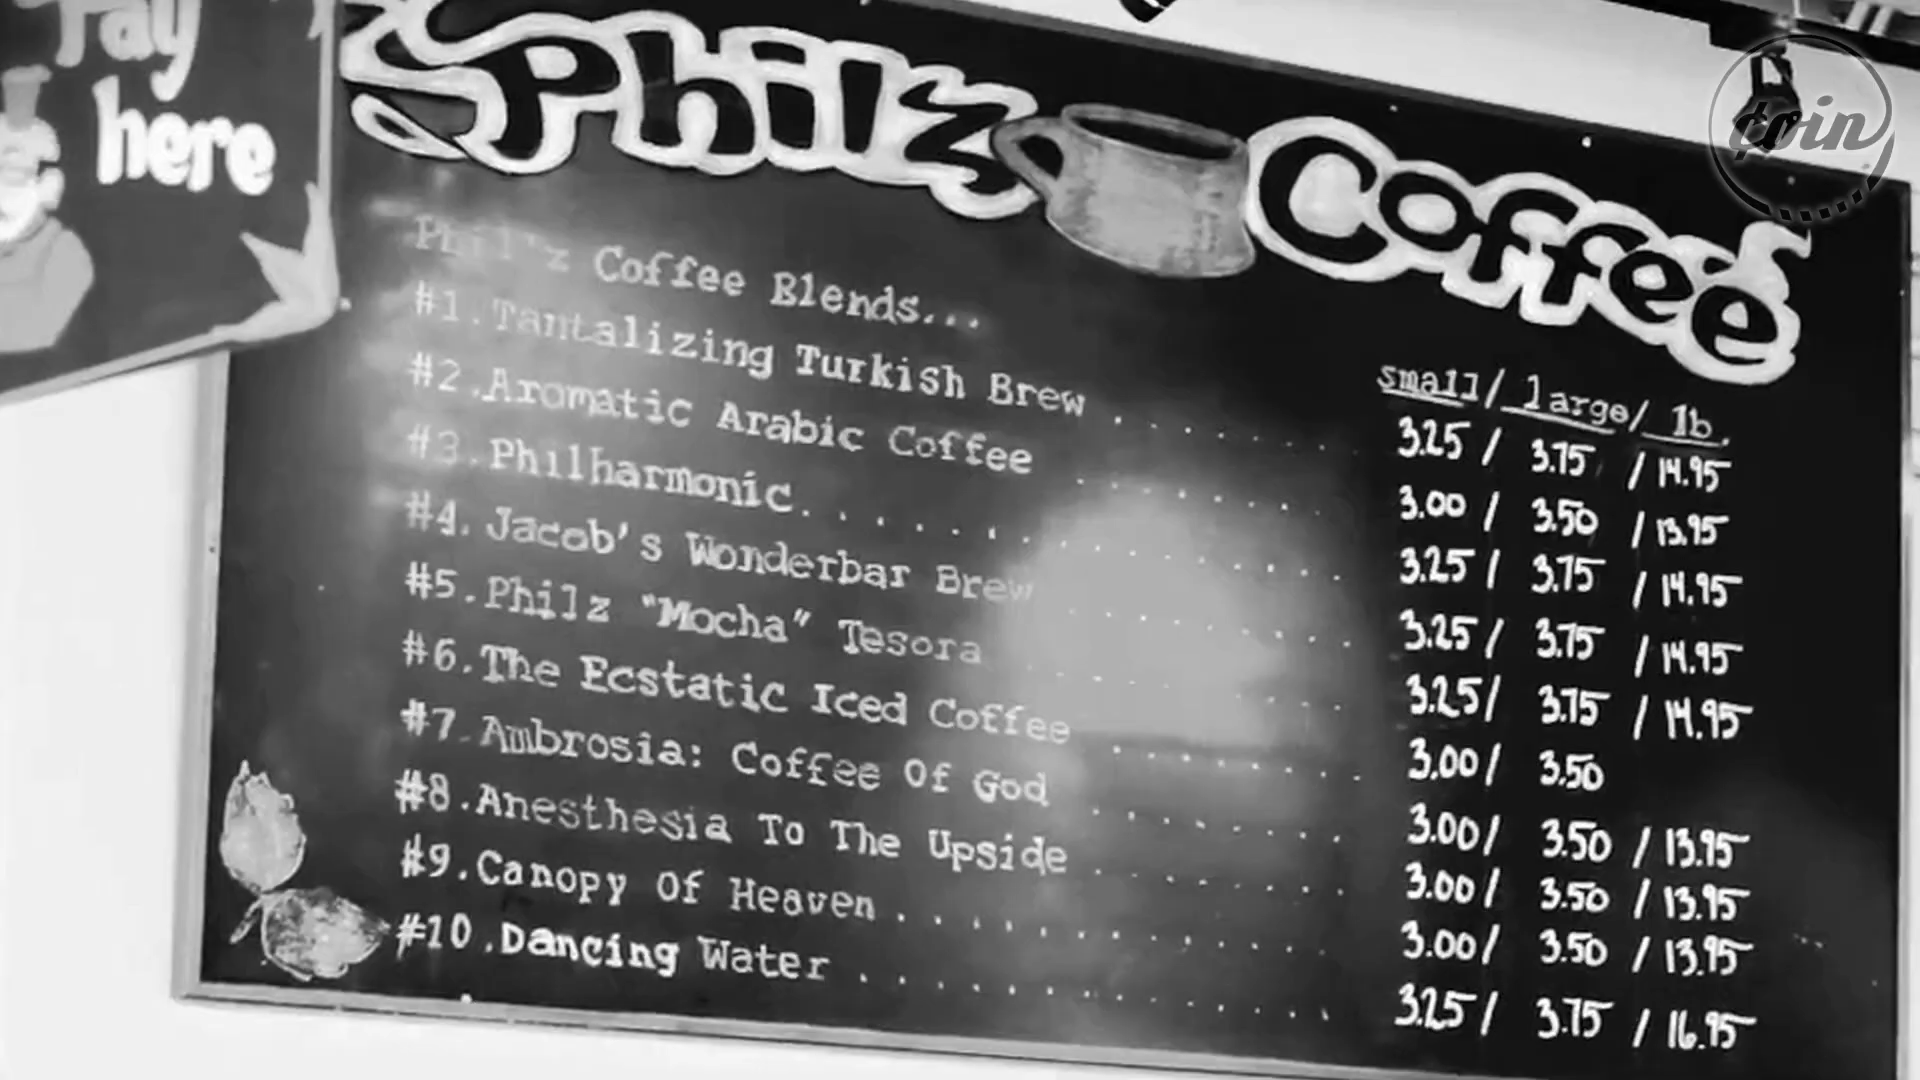 Pay
here
Philz Coffee
Phil'z Coffee Blends...
small/ large/ lb.
#1. Tantalizing Turkish Brew . . . . . . . 3.25 / 3.75 / 14.95
#2. Aromatic Arabic Coffee . . . . . . . 3.00 / 3.50 / 13.95
#3. Philharmonic. . . . . . . . . . . . . 3.25 / 3.75 / 14.95
#4. Jacob's Wonderbar Brew . . . . . . . 3.25 / 3.75 / 14.95
#5. Philz "Mocha" Tesora . . . . . . . 3.25/ 3.75 / 14.95
#6. The Ecstatic Iced Coffee . . . . . . . 3.00/ 3.50
#7. Ambrosia: Coffee Of God . . . . . . . 3.00/ 3.50 / 13.95
#8. Anesthesia To The Upside . . . . . . . 3.00/ 3.50 / 13.95
#9. Canopy Of Heaven . . . . . . . . . . . 3.00/ 3.50 / 13.95
#10. Dancing Water . . . . . . . . . . . . 3.25/ 3.75 / 16.95
çoin